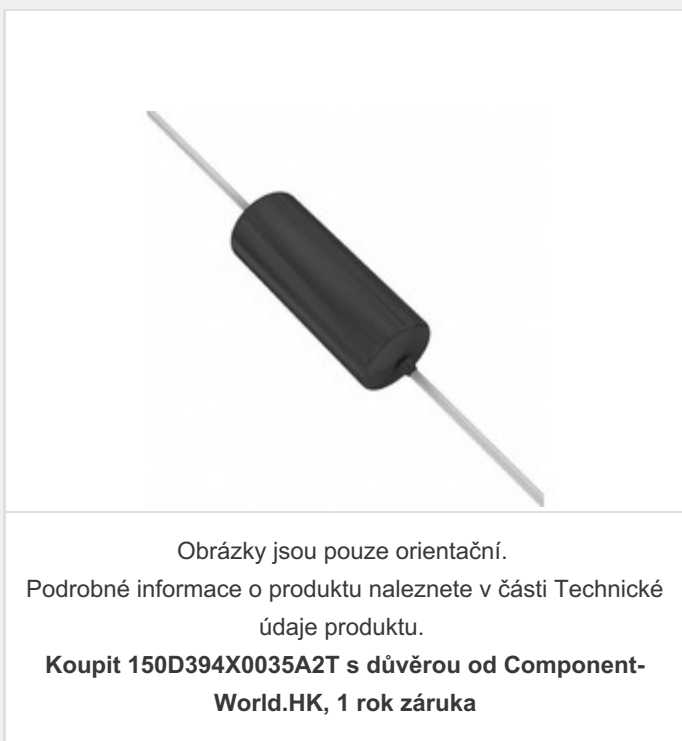 Obrázky jsou pouze orientační.
Podrobné informace o produktu naleznete v části Technické
údaje produktu.
Koupit 150D394X0035A2T s důvěrou od Component-
World.HK, 1 rok záruka